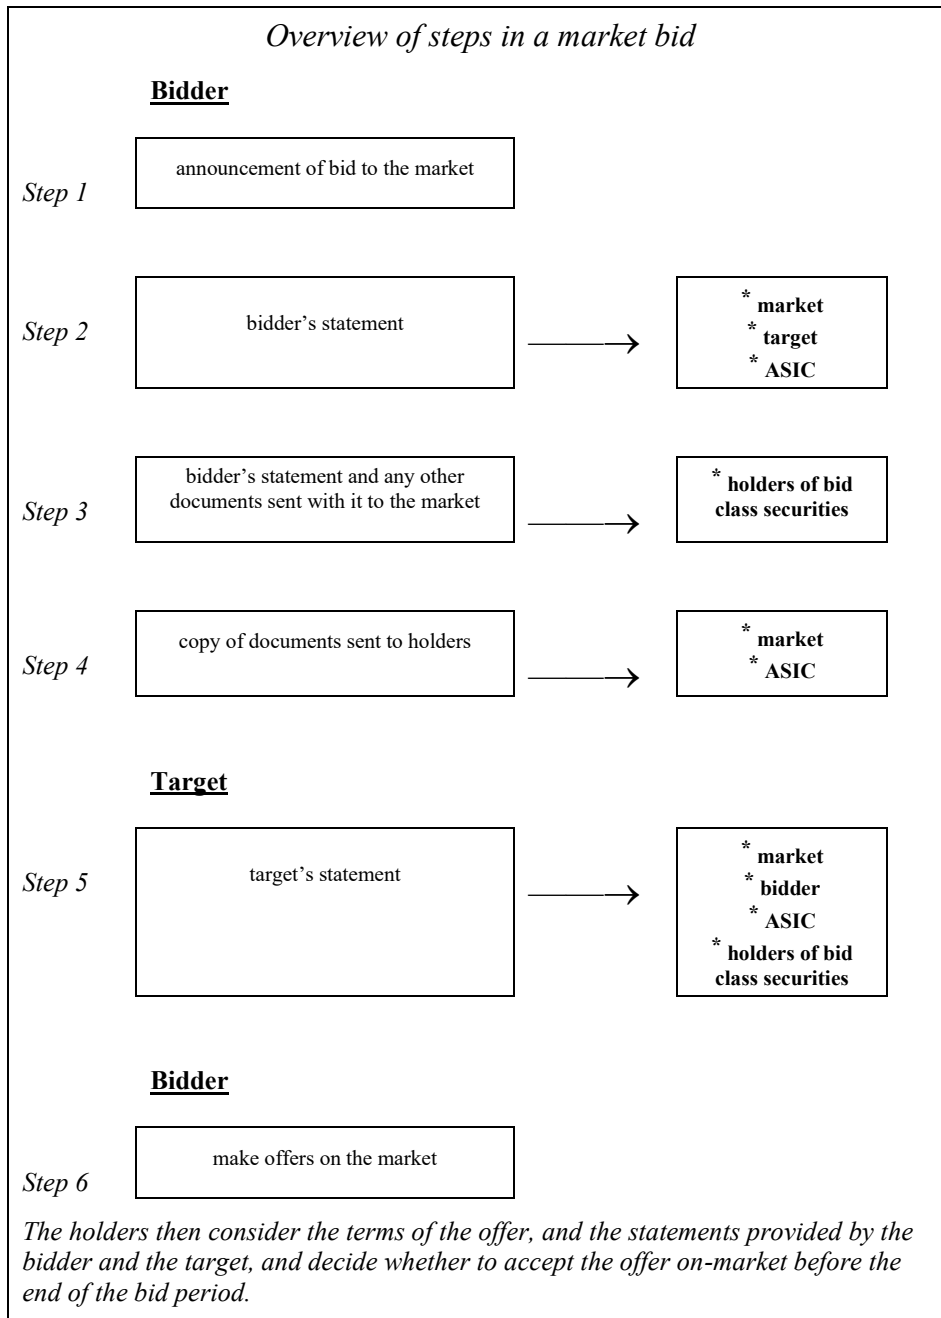 Overview of steps in a market bid
Bidder
Step 1
announcement of bid to the market
Step 2
bidder’s statement
* market
* target
* ASIC
Step 3
bidder’s statement and any other
documents sent with it to the market
* holders of bid
class securities
Step 4
copy of documents sent to holders
* market
* ASIC
Target
Step 5
target’s statement
* market
* bidder
* ASIC
* holders of bid
class securities
Bidder
Step 6
make offers on the market
The holders then consider the terms of the offer, and the statements provided by the
bidder and the target, and decide whether to accept the offer on-market before the
end of the bid period.